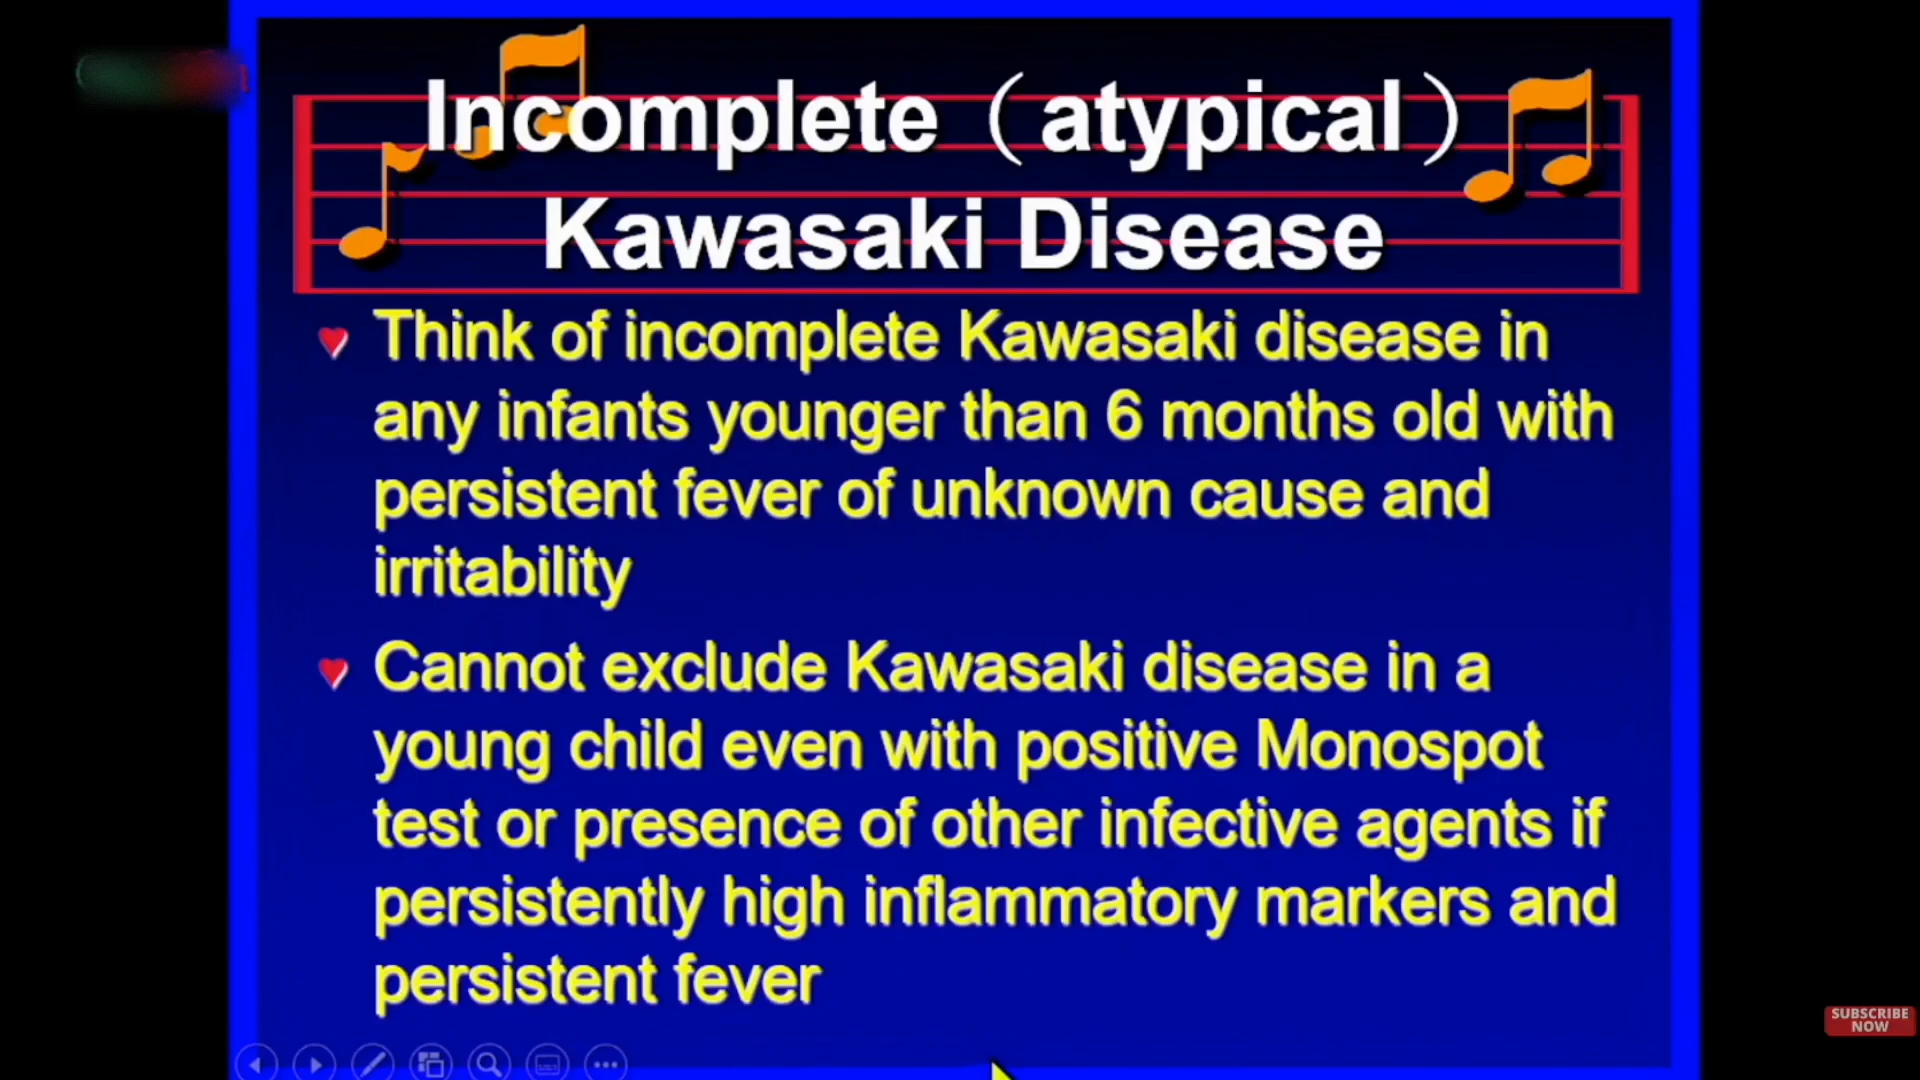 Incomplete（atypical）
Kawasaki Disease
Think of incomplete Kawasaki disease in
any infants younger than 6 months old with
persistent fever of unknown cause and
irritability
Cannot exclude Kawasaki disease in a
young child even with positive Monospot
test or presence of other infective agents if
persistently high inflammatory markers and
persistent fever
SUBSCRIBE
NOW